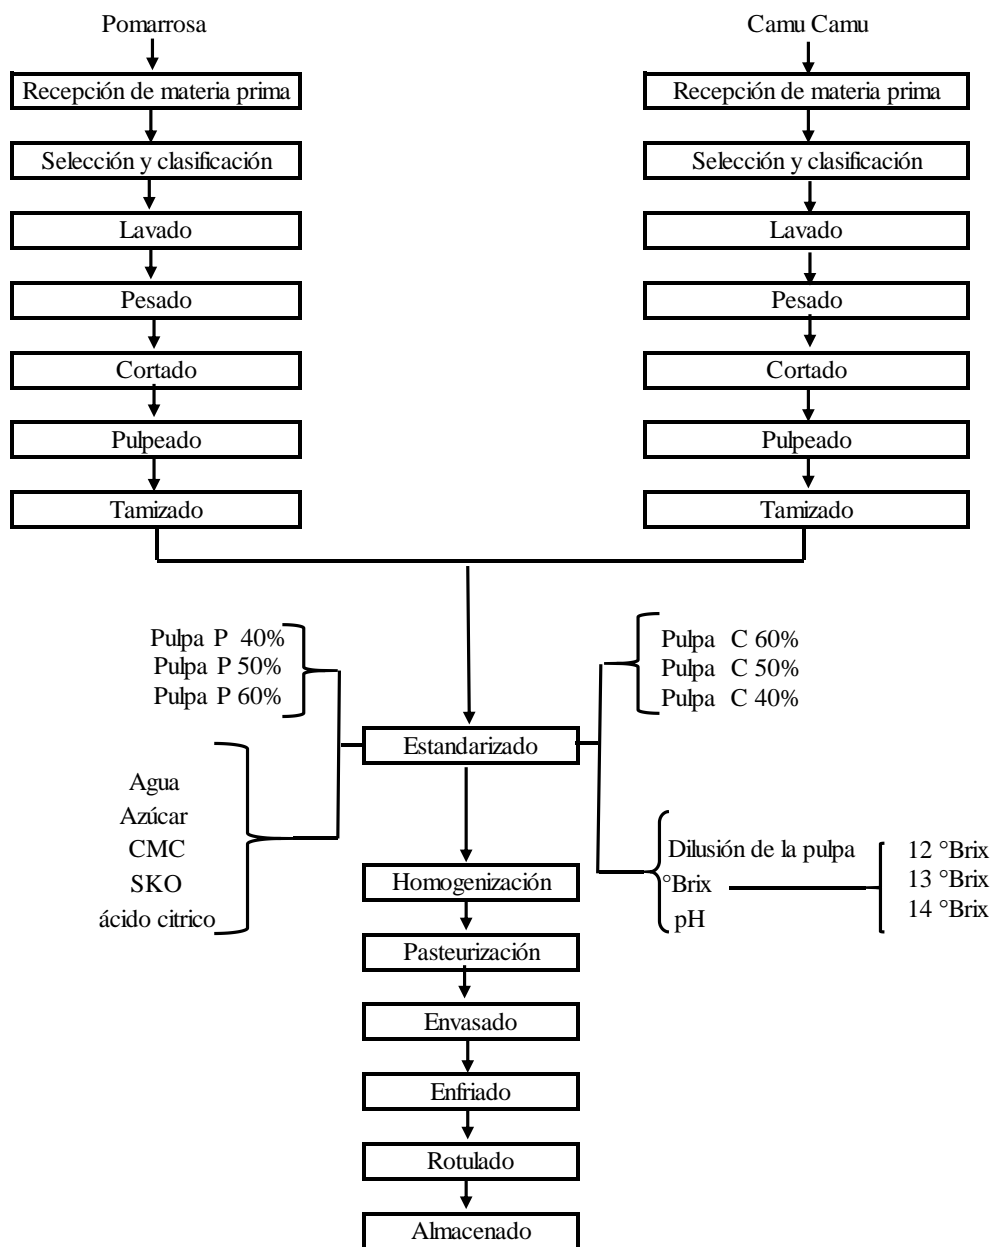 Pomarrosa
Recepción de materia prima
Selección y clasificación
Lavado
Pesado
Cortado
Pulpeado
Tamizado
Camu Camu
Recepción de materia prima
Selección y clasificación
Lavado
Pesado
Cortado
Pulpeado
Tamizado
Pulpa P 40%
Pulpa P 50%
Pulpa P 60%
Pulpa C 60%
Pulpa C 50%
Pulpa C 40%
Estandarizado
Agua
Azúcar
CMC
SKO
ácido citrico
Dilusión de la pulpa
°Brix
pH
12 °Brix
13 °Brix
14 °Brix
Homogenización
Pasteurización
Envasado
Enfriado
Rotulado
Almacenado